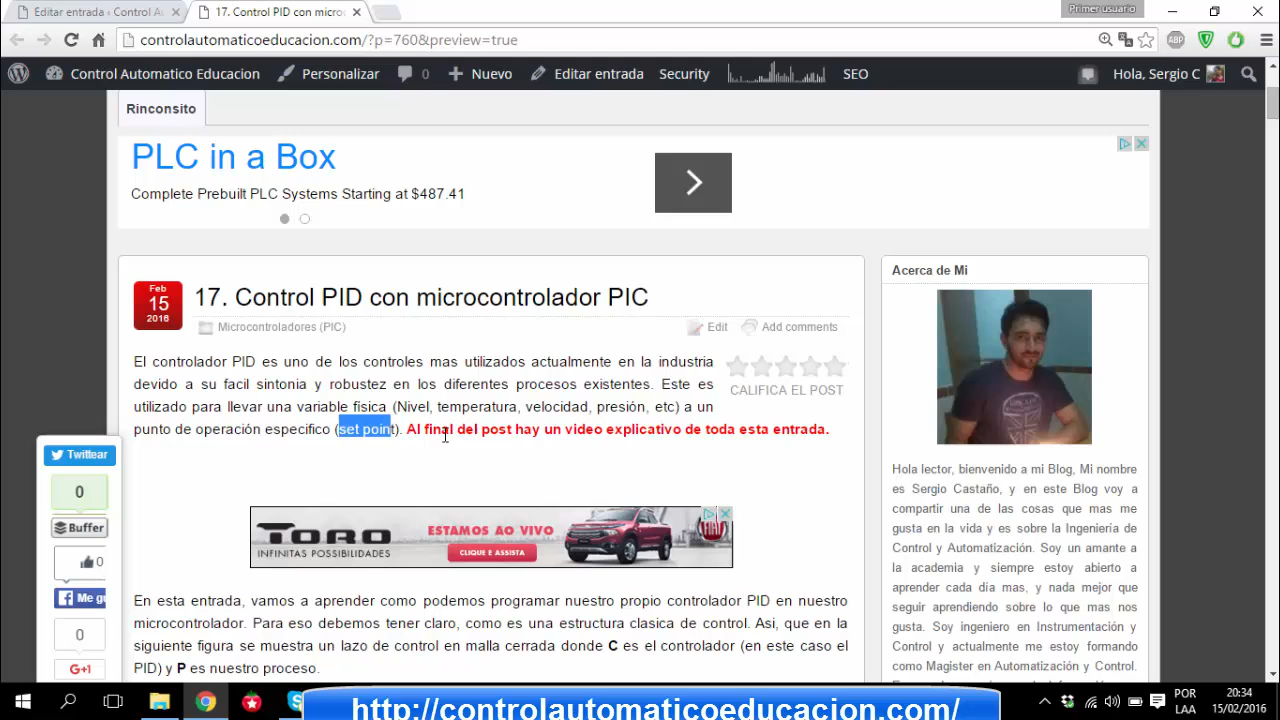 Editar entrada ‹ Control A
17. Control PID con micro
Primer usuario
controlautomaticoeducacion.com/?p=760&preview=true
ABP
Control Automatico Educación
Personalizar
0
Nuevo
Editar entrada
Security
SEO
Hola, Sergio C
Rinconsito
PLC in a Box
Complete Prebuilt PLC Systems Starting at $487.41
Feb
15
2016
17. Control PID con microcontrolador PIC
Microcontroladores (PIC)
Edit
Add comments
El controlador PID es uno de los controles mas utilizados actualmente en la industria
devido a su facil sintonia y robustez en los diferentes procesos existentes. Este es
utilizado para llevar una variable fisica (Nivel, temperatura, velocidad, presión, etc) a un
punto de operación especifico (set point). Al final del post hay un video explicativo de toda esta entrada.
CALIFICA EL POST
Twittear
0
Buffer
0
Me gu
0
G+1
TORO
INFINITAS POSSIBILIDADES
ESTAMOS AO VIVO
CLIQUE E ASSISTA
FIAT
En esta entrada, vamos a aprender como podemos programar nuestro propio controlador PID en nuestro
microcontrolador. Para eso debemos tener claro, como es una estructura clasica de control. Asi, que en la
siguiente figura se muestra un lazo de control en malla cerrada donde C es el controlador (en este caso el
PID) y P es nuestro proceso.
Acerca de Mi
Hola lector, bienvenido a mi Blog, Mi nombre
es Sergio Castaño, y en este Blog voy a
compartir una de las cosas que mas me
gusta en la vida y es sobre la Ingeniería de
Control y Automatización. Soy un amante a
la academia y siempre estoy abierto a
aprender cada día mas, y nada mejor que
seguir aprendiendo sobre lo que mas nos
gusta. Soy ingeniero en Instrumentación y
Control y actualmente me estoy formando
como Magister en Automatización y Control.
http://controlautomaticoeducacion.com/
POR
LAA
20:34
15/02/2016